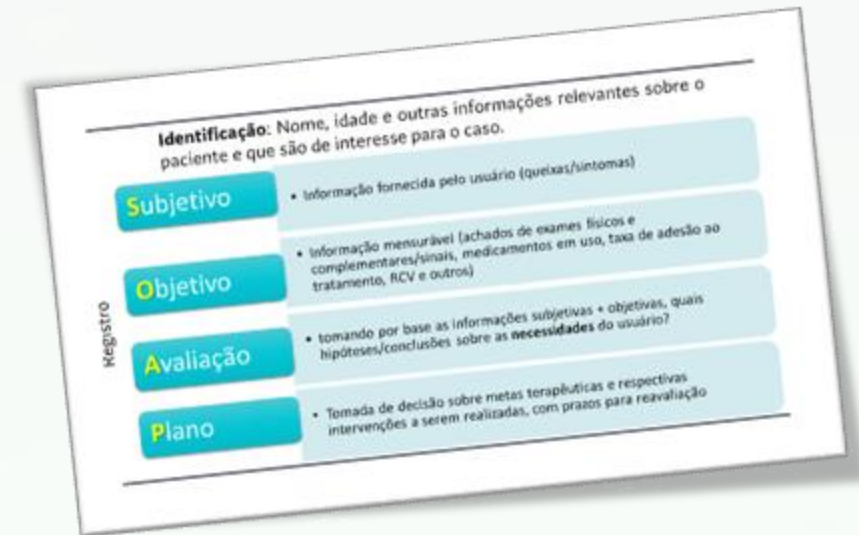 Identificação: Nome, idade e outras informações relevantes sobre o
paciente e que são de interesse para o caso.
Registro
Subjetivo
• Informação fornecida pelo usuário (queixas/sintomas)
Objetivo
• Informação mensurável (achados de exames físicos e
complementares/sinais, medicamentos em uso, taxa de adesão ao
tratamento, RCV e outros)
Avaliação
• tomando por base as informações subjetivas + objetivas, quais
hipóteses/conclusões sobre as necessidades do usuário?
Plano
• Tomada de decisão sobre metas terapêuticas e respectivas
intervenções a serem realizadas, com prazos para reavaliação